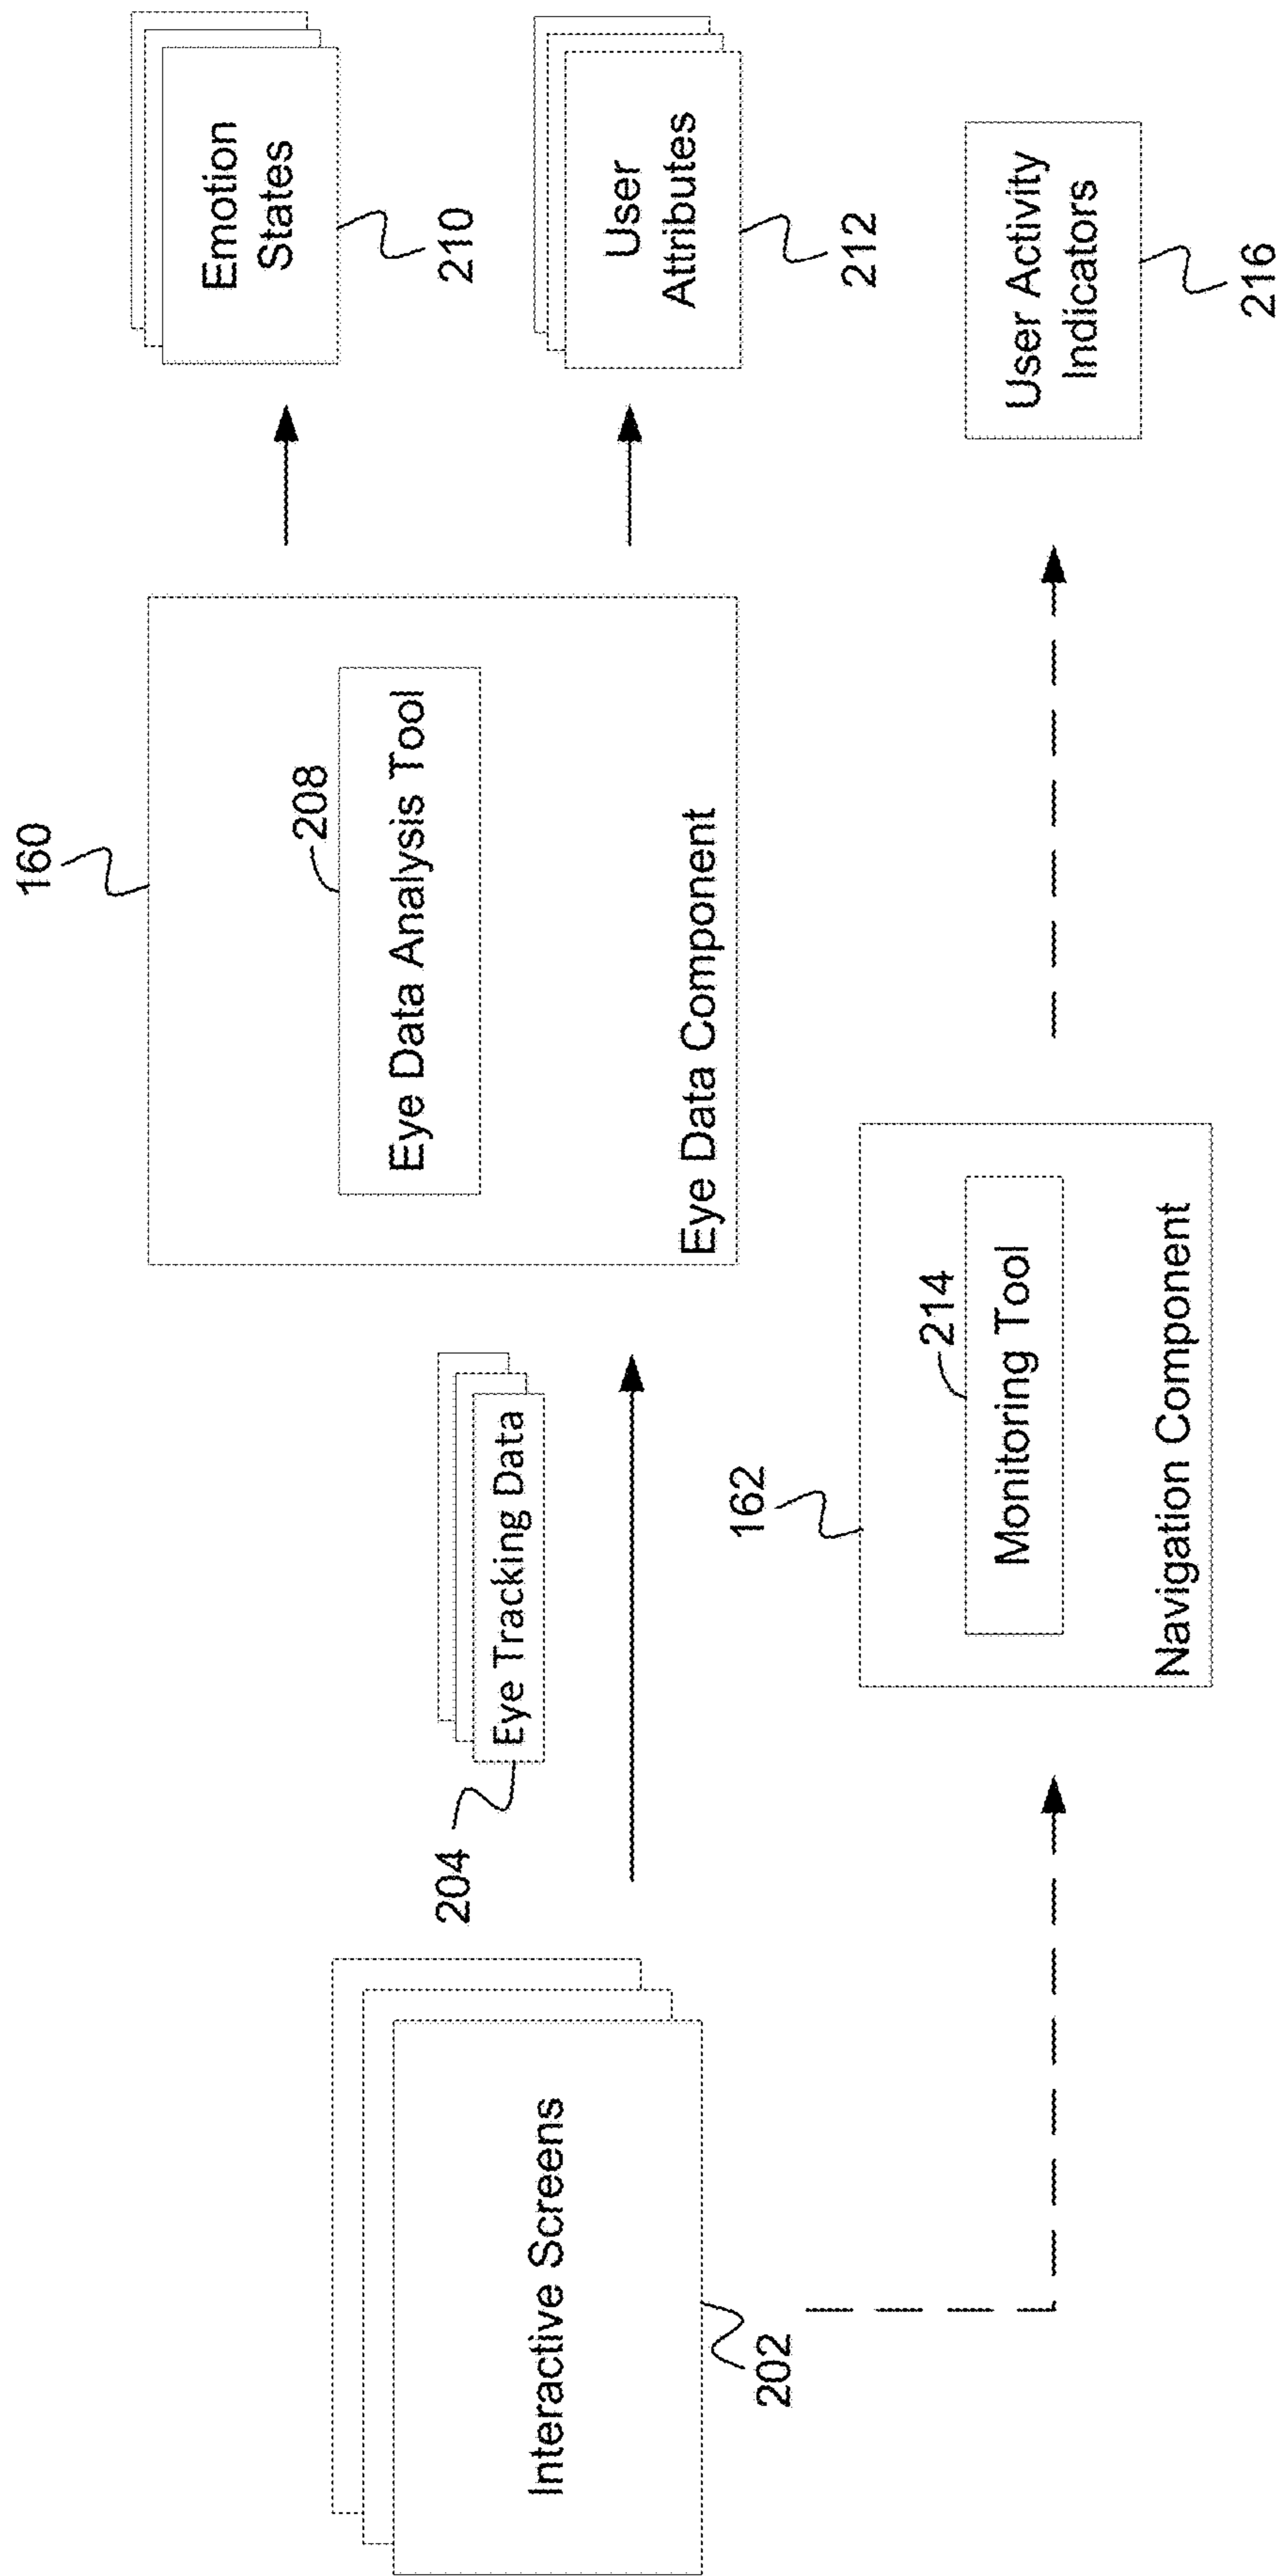 Interactive Screens
202
204
Eye Tracking Data
160
208
Eye Data Analysis Tool
Eye Data Component
162
214
Monitoring Tool
Navigation Component
Emotion
States
210
User
Attributes
212
User Activity
Indicators
216